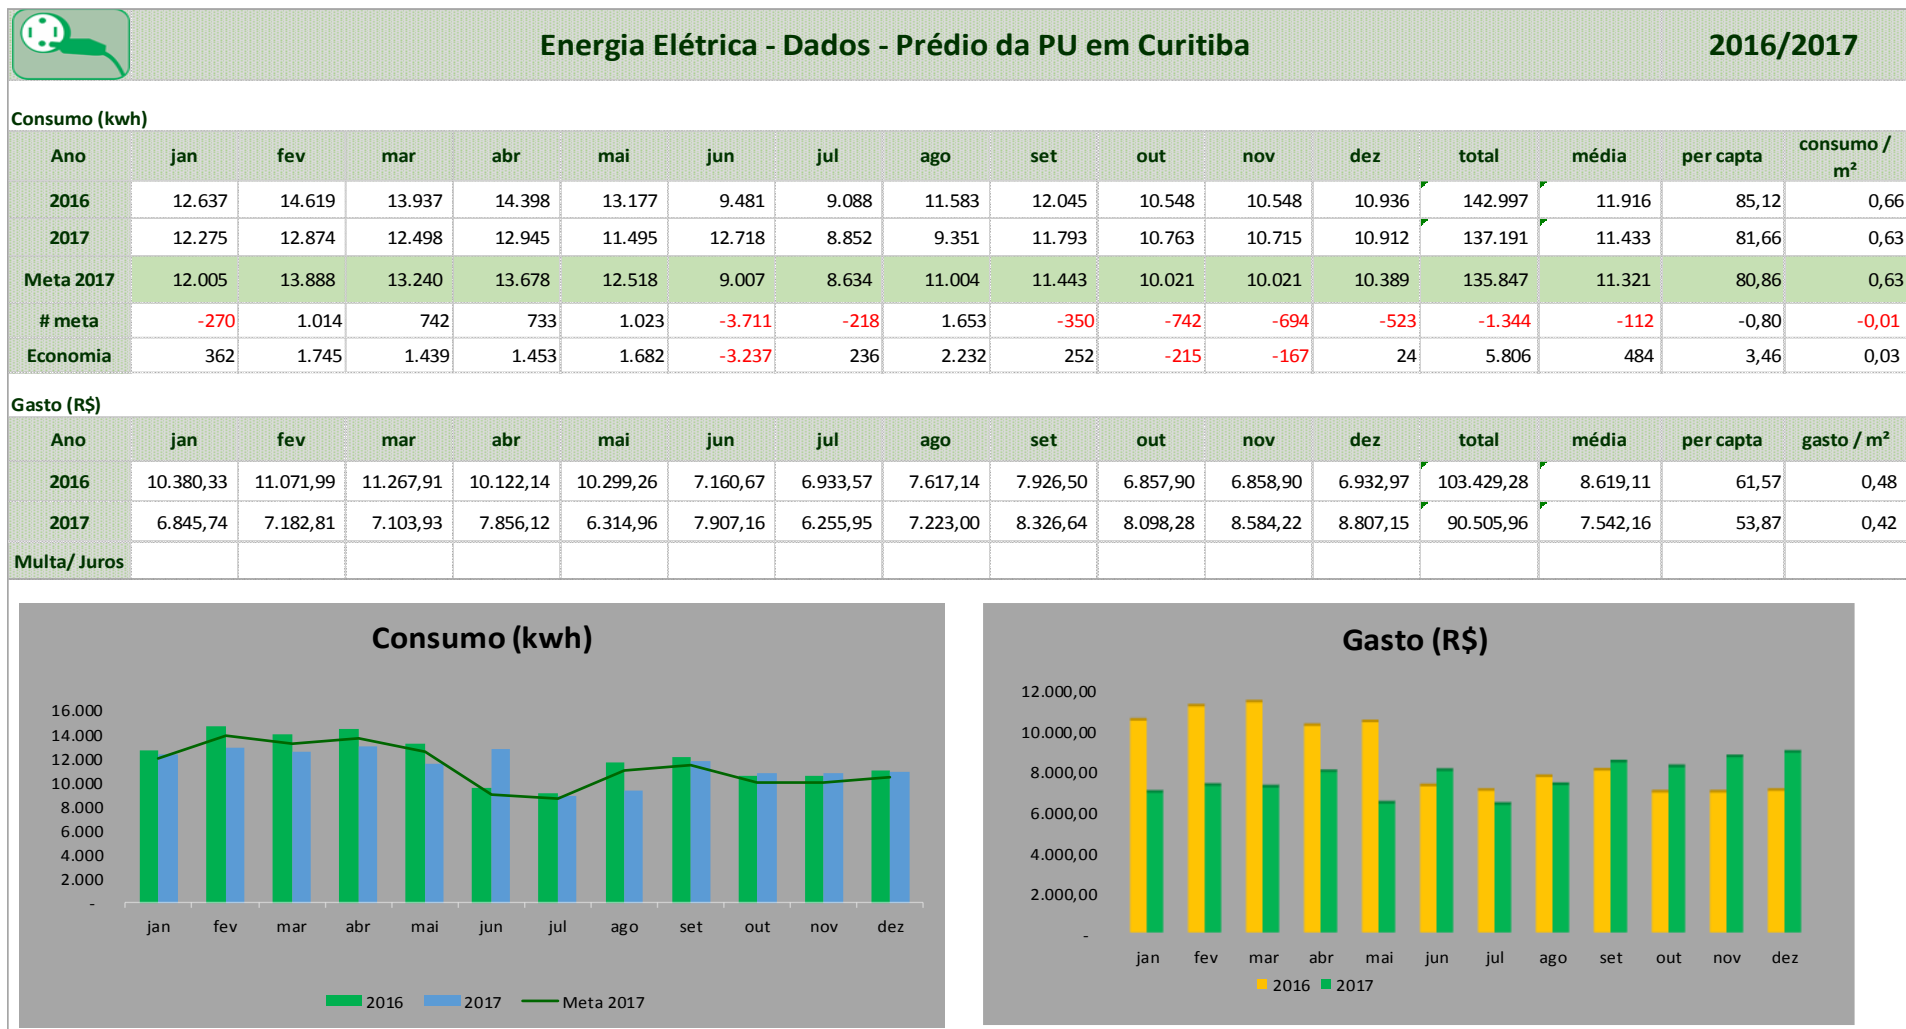 Energia Elétrica - Dados - Prédio da PU em Curitiba 2016/2017
Consumo (kwh)
Ano jan fev mar abr mai jun jul ago set out nov dez total média per capta consumo / m²
2016 12.637 14.619 13.937 14.398 13.177 9.481 9.088 11.583 12.045 10.548 10.548 10.936 142.997 11.916 85,12 0,66
2017 12.275 12.874 12.498 12.945 11.495 12.718 8.852 9.351 11.793 10.763 10.715 10.912 137.191 11.433 81,66 0,63
Meta 2017 12.005 13.888 13.240 13.678 12.518 9.007 8.634 11.004 11.443 10.021 10.021 10.389 135.847 11.321 80,86 0,63
# meta -270 1.014 742 733 1.023 -3.711 -218 1.653 -350 -742 -694 -523 -1.344 -112 -0,80 -0,01
Economia 362 1.745 1.439 1.453 1.682 -3.237 236 2.232 252 -215 -167 24 5.806 484 3,46 0,03
Gasto (R$)
Ano jan fev mar abr mai jun jul ago set out nov dez total média per capta gasto / m²
2016 10.380,33 11.071,99 11.267,91 10.122,14 10.299,26 7.160,67 6.933,57 7.617,14 7.926,50 6.857,90 6.858,90 6.932,97 103.429,28 8.619,11 61,57 0,48
2017 6.845,74 7.182,81 7.103,93 7.856,12 6.314,96 7.907,16 6.255,95 7.223,00 8.326,64 8.098,28 8.584,22 8.807,15 90.505,96 7.542,16 53,87 0,42
Multa/ Juros
Consumo (kwh)
16.000
14.000
12.000
10.000
8.000
6.000
4.000
2.000
-
jan fev mar abr mai jun jul ago set out nov dez
2016 2017 Meta 2017
Gasto (R$)
12.000,00
10.000,00
8.000,00
6.000,00
4.000,00
2.000,00
-
jan fev mar abr mai jun jul ago set out nov dez
2016 2017